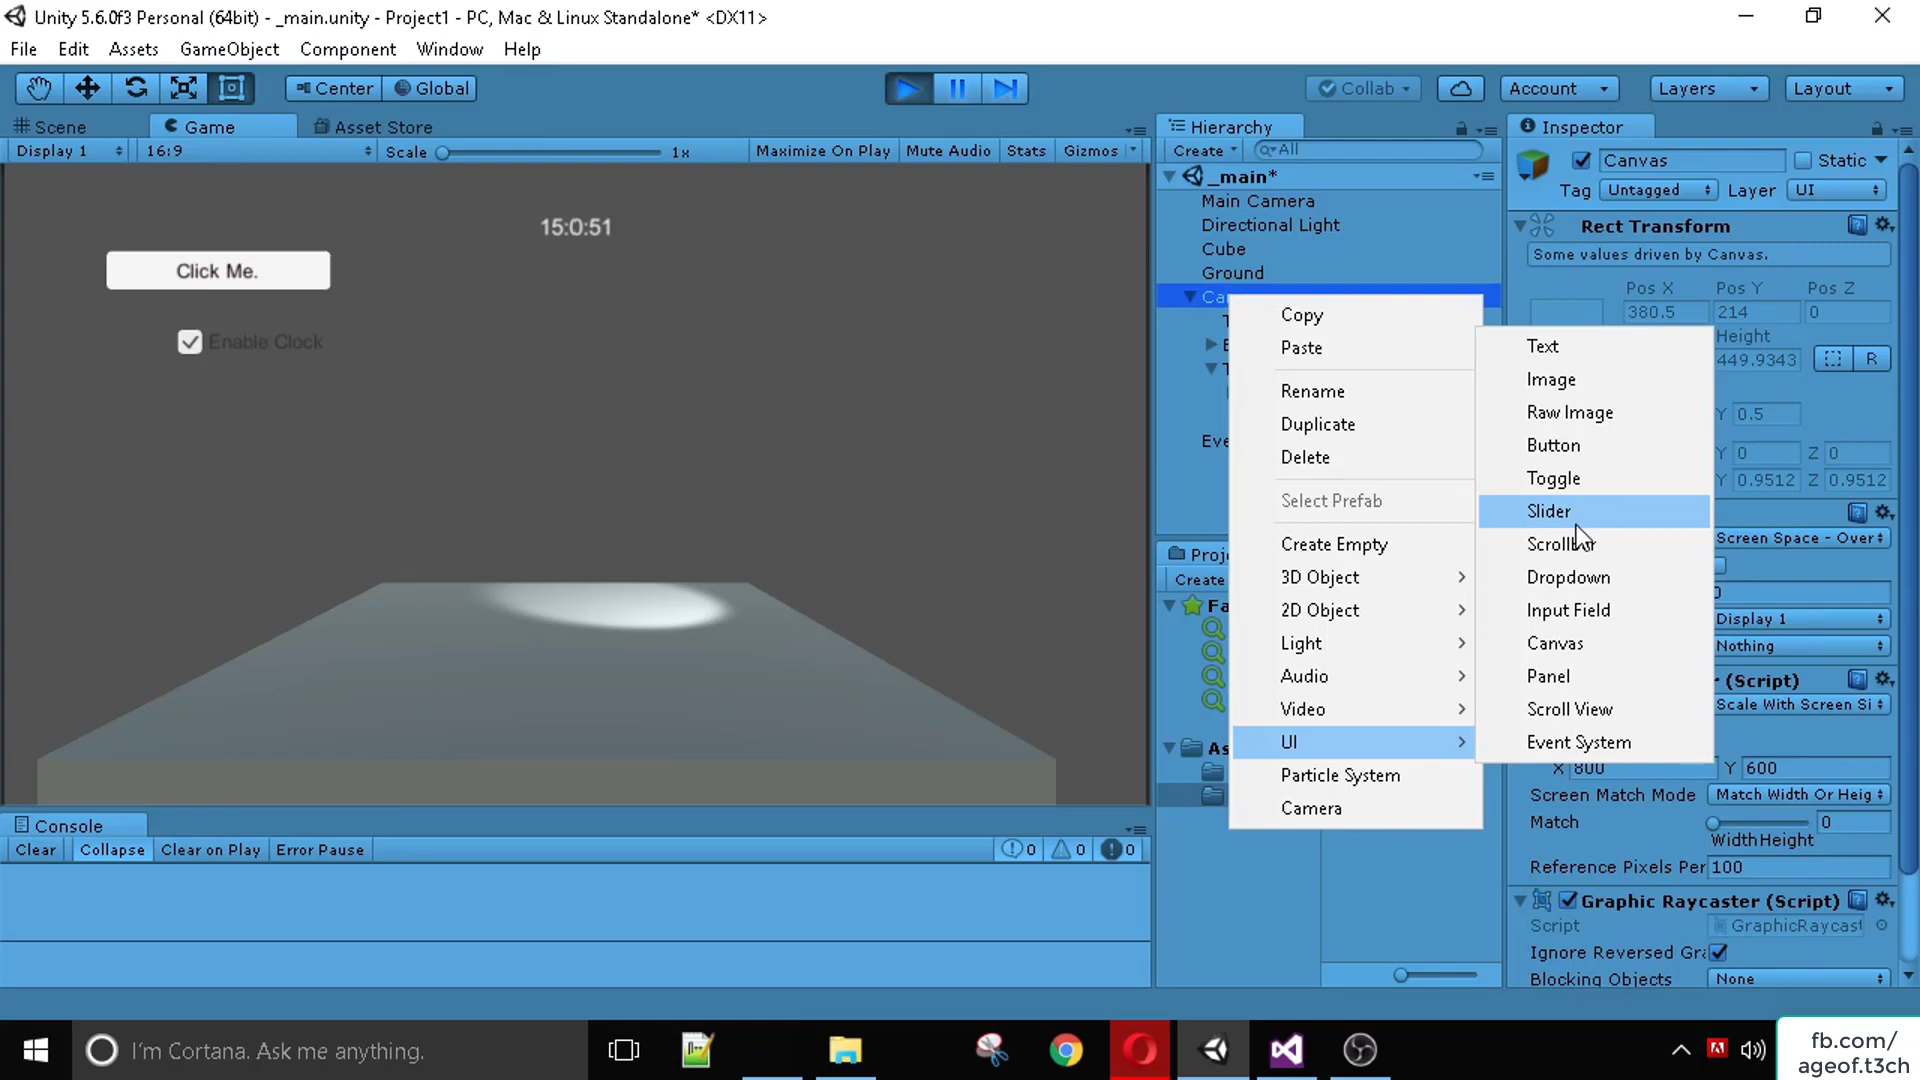 Unity 5.6.0f3 Personal (64bit) - _main.unity - Project1 - PC, Mac & Linux Standalone* <DX11>
File Edit Assets GameObject Component Window Help
Center Global Collab Account Layers Layout
Scene Game Asset Store
Display 1 16:9 Scale 1x Maximize On Play Mute Audio Stats Gizmos
15:0:51
Click Me.
Enable Clock
Console
Clear Collapse Clear on Play Error Pause 0 0 0
Hierarchy
Create All
_main*
Main Camera
Directional Light
Cube
Ground
Copy
Paste
Rename
Duplicate
Delete
Select Prefab
Create Empty
3D Object
2D Object
Light
Audio
Video
UI
Particle System
Camera
Text
Image
Raw Image
Button
Toggle
Slider
Dropdown
Input Field
Canvas
Panel
Scroll View
Event System
Create
Inspector
Canvas Static
Tag Untagged Layer UI
Rect Transform
Some values driven by Canvas.
Pos X Pos Y Pos Z
380.5 214 0
Height
449.9343 R
Y 0.5
Y 0 Z 0
Y 0.9512 Z 0.9512
Screen Space - Over
Display 1
Nothing
(Script)
Scale With Screen Si
X 800 Y 600
Screen Match Mode Match Width Or Heig
Match 0
Width Height
Reference Pixels Per 100
Graphic Raycaster (Script)
Script GraphicRaycast
Ignore Reversed Gra
Blocking Objects None
I'm Cortana. Ask me anything.
fb.com/
ageof.t3ch